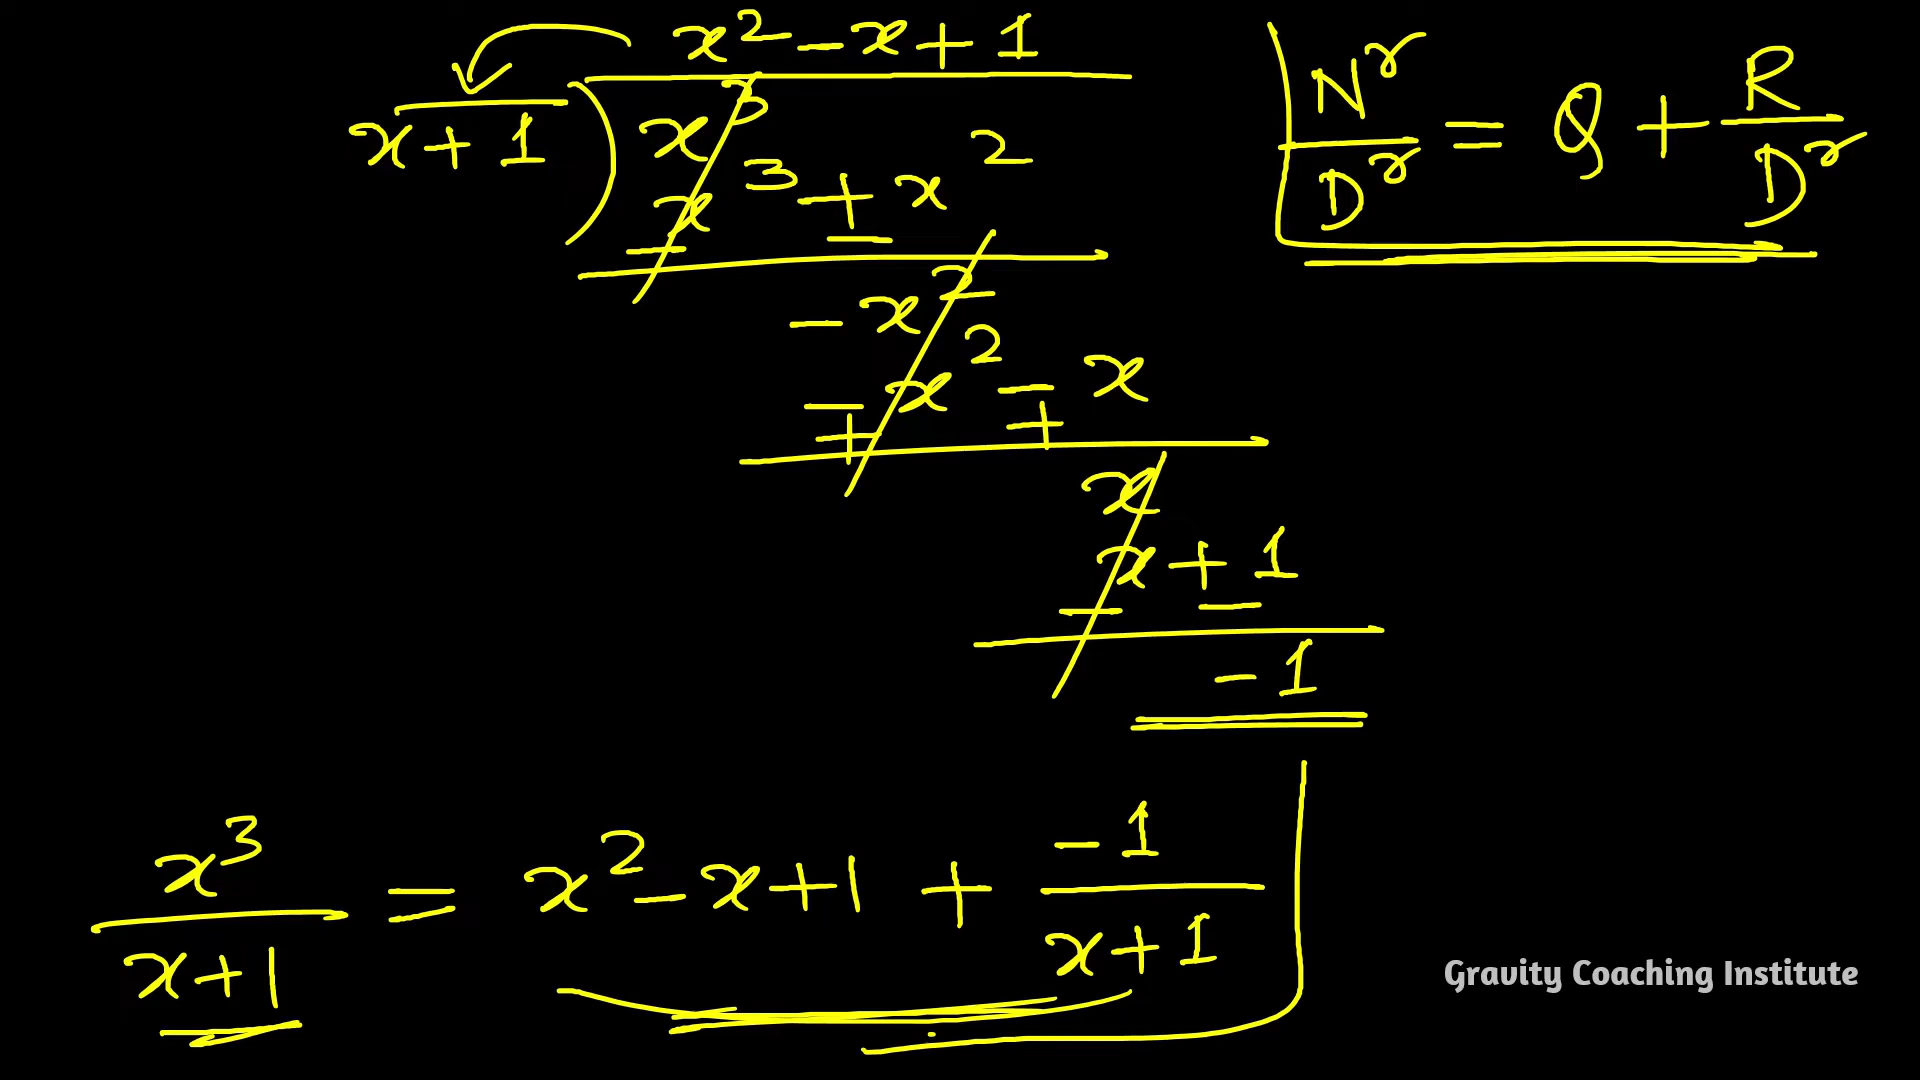 x² - x + 1
x + 1 ) x³
x³ + x²
- -
- x²
- x² - x
+ +
x
x + 1
- -
- 1
Nʳ/Dʳ = Q + R/Dʳ
x³/(x+1) = x² - x + 1 + -1/(x+1)
Gravity Coaching Institute